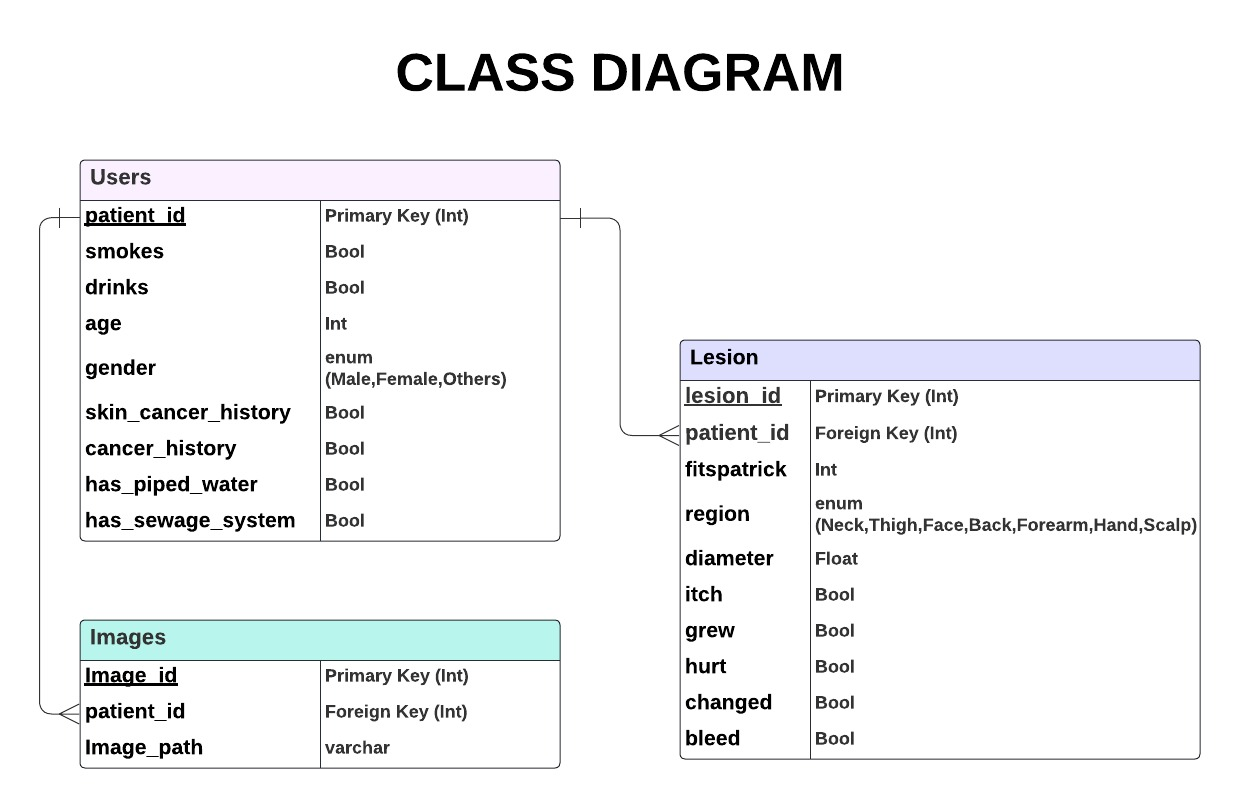 CLASS DIAGRAM
Users
patient_id Primary Key (Int)
smokes Bool
drinks Bool
age Int
gender enum
(Male,Female,Others)
skin_cancer_history Bool
cancer_history Bool
has_piped_water Bool
has_sewage_system Bool
Lesion
lesion_id Primary Key (Int)
patient_id Foreign Key (Int)
fitspatrick Int
region enum
(Neck,Thigh,Face,Back,Forearm,Hand,Scalp)
diameter Float
itch Bool
grew Bool
hurt Bool
changed Bool
bleed Bool
Images
Image_id Primary Key (Int)
patient_id Foreign Key (Int)
Image_path varchar